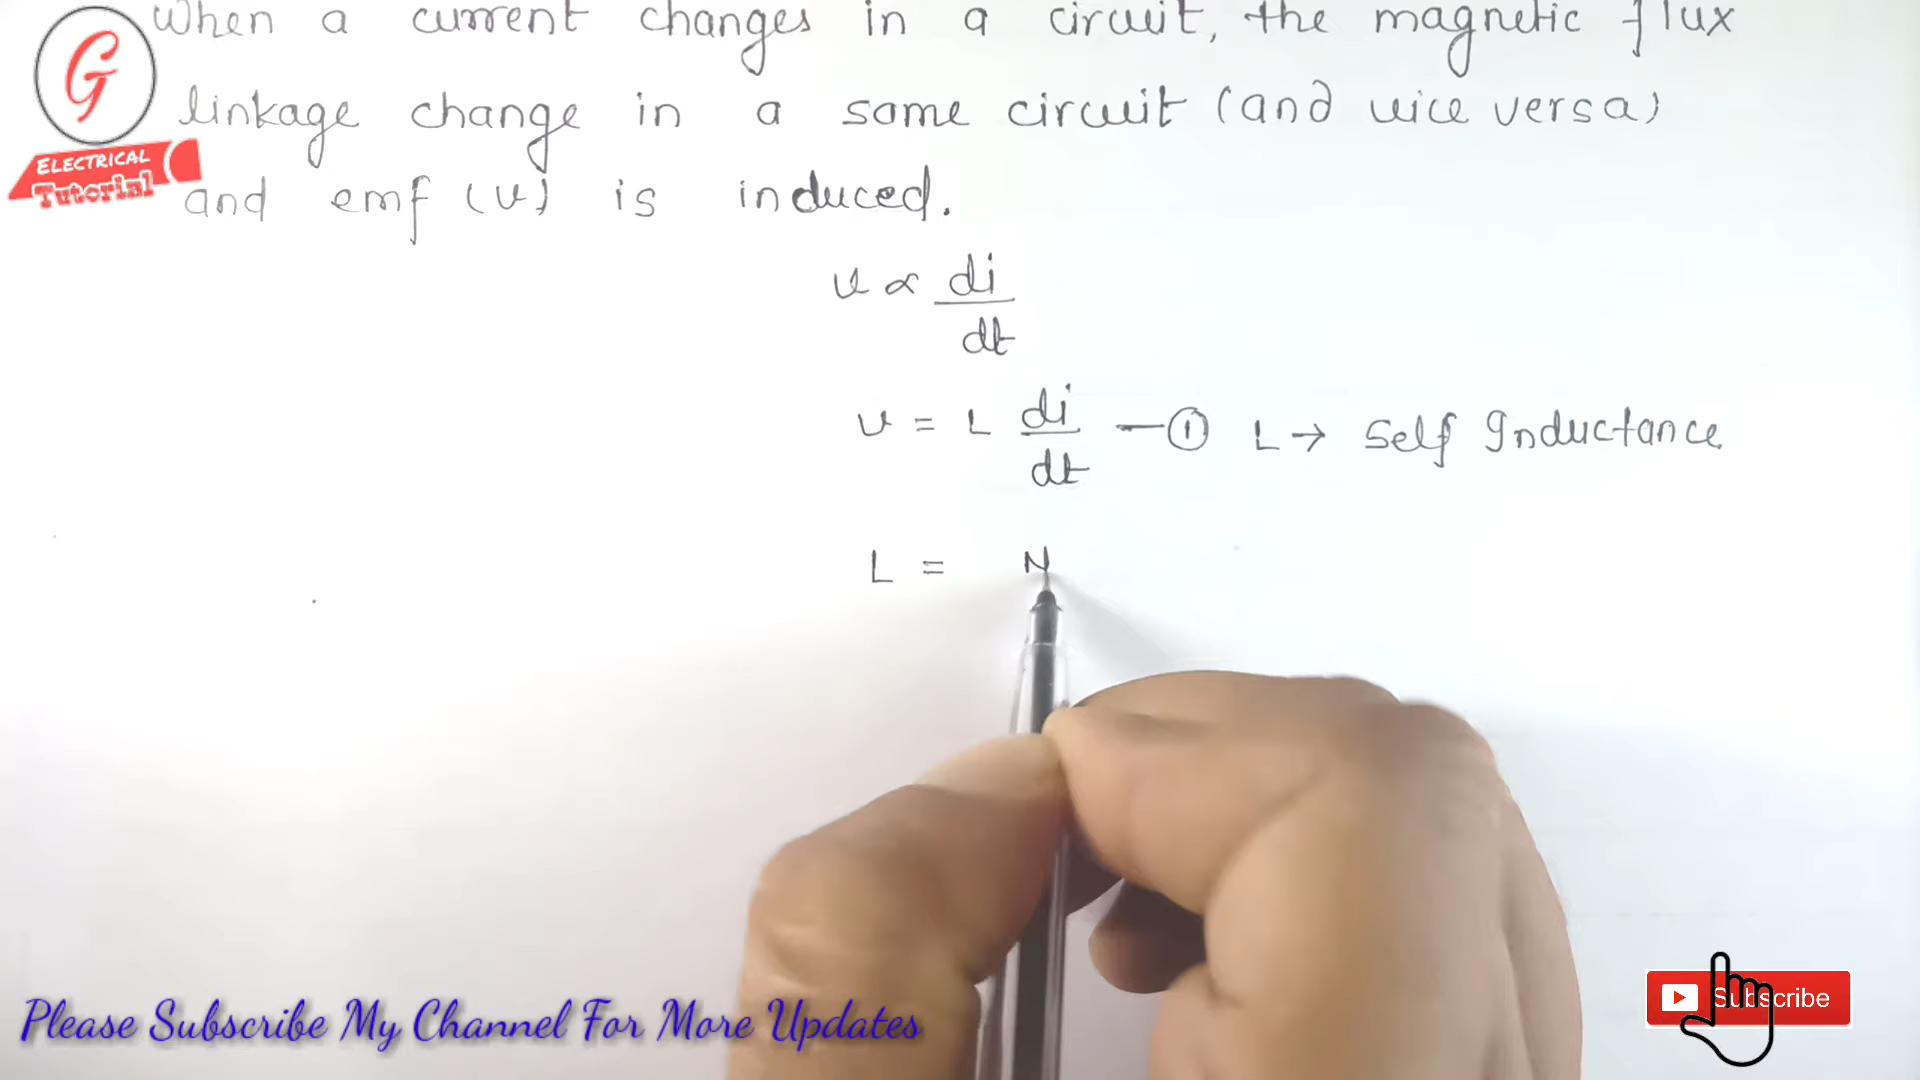 When a current changes in a circuit, the magnetic flux
linkage change in a same circuit (and vice versa)
and emf (v) is induced.
v ∝ di/dt
v = L di/dt —① L → Self Inductance
L = N
G
ELECTRICAL
Tutorial
Please Subscribe My Channel For More Updates
Subscribe